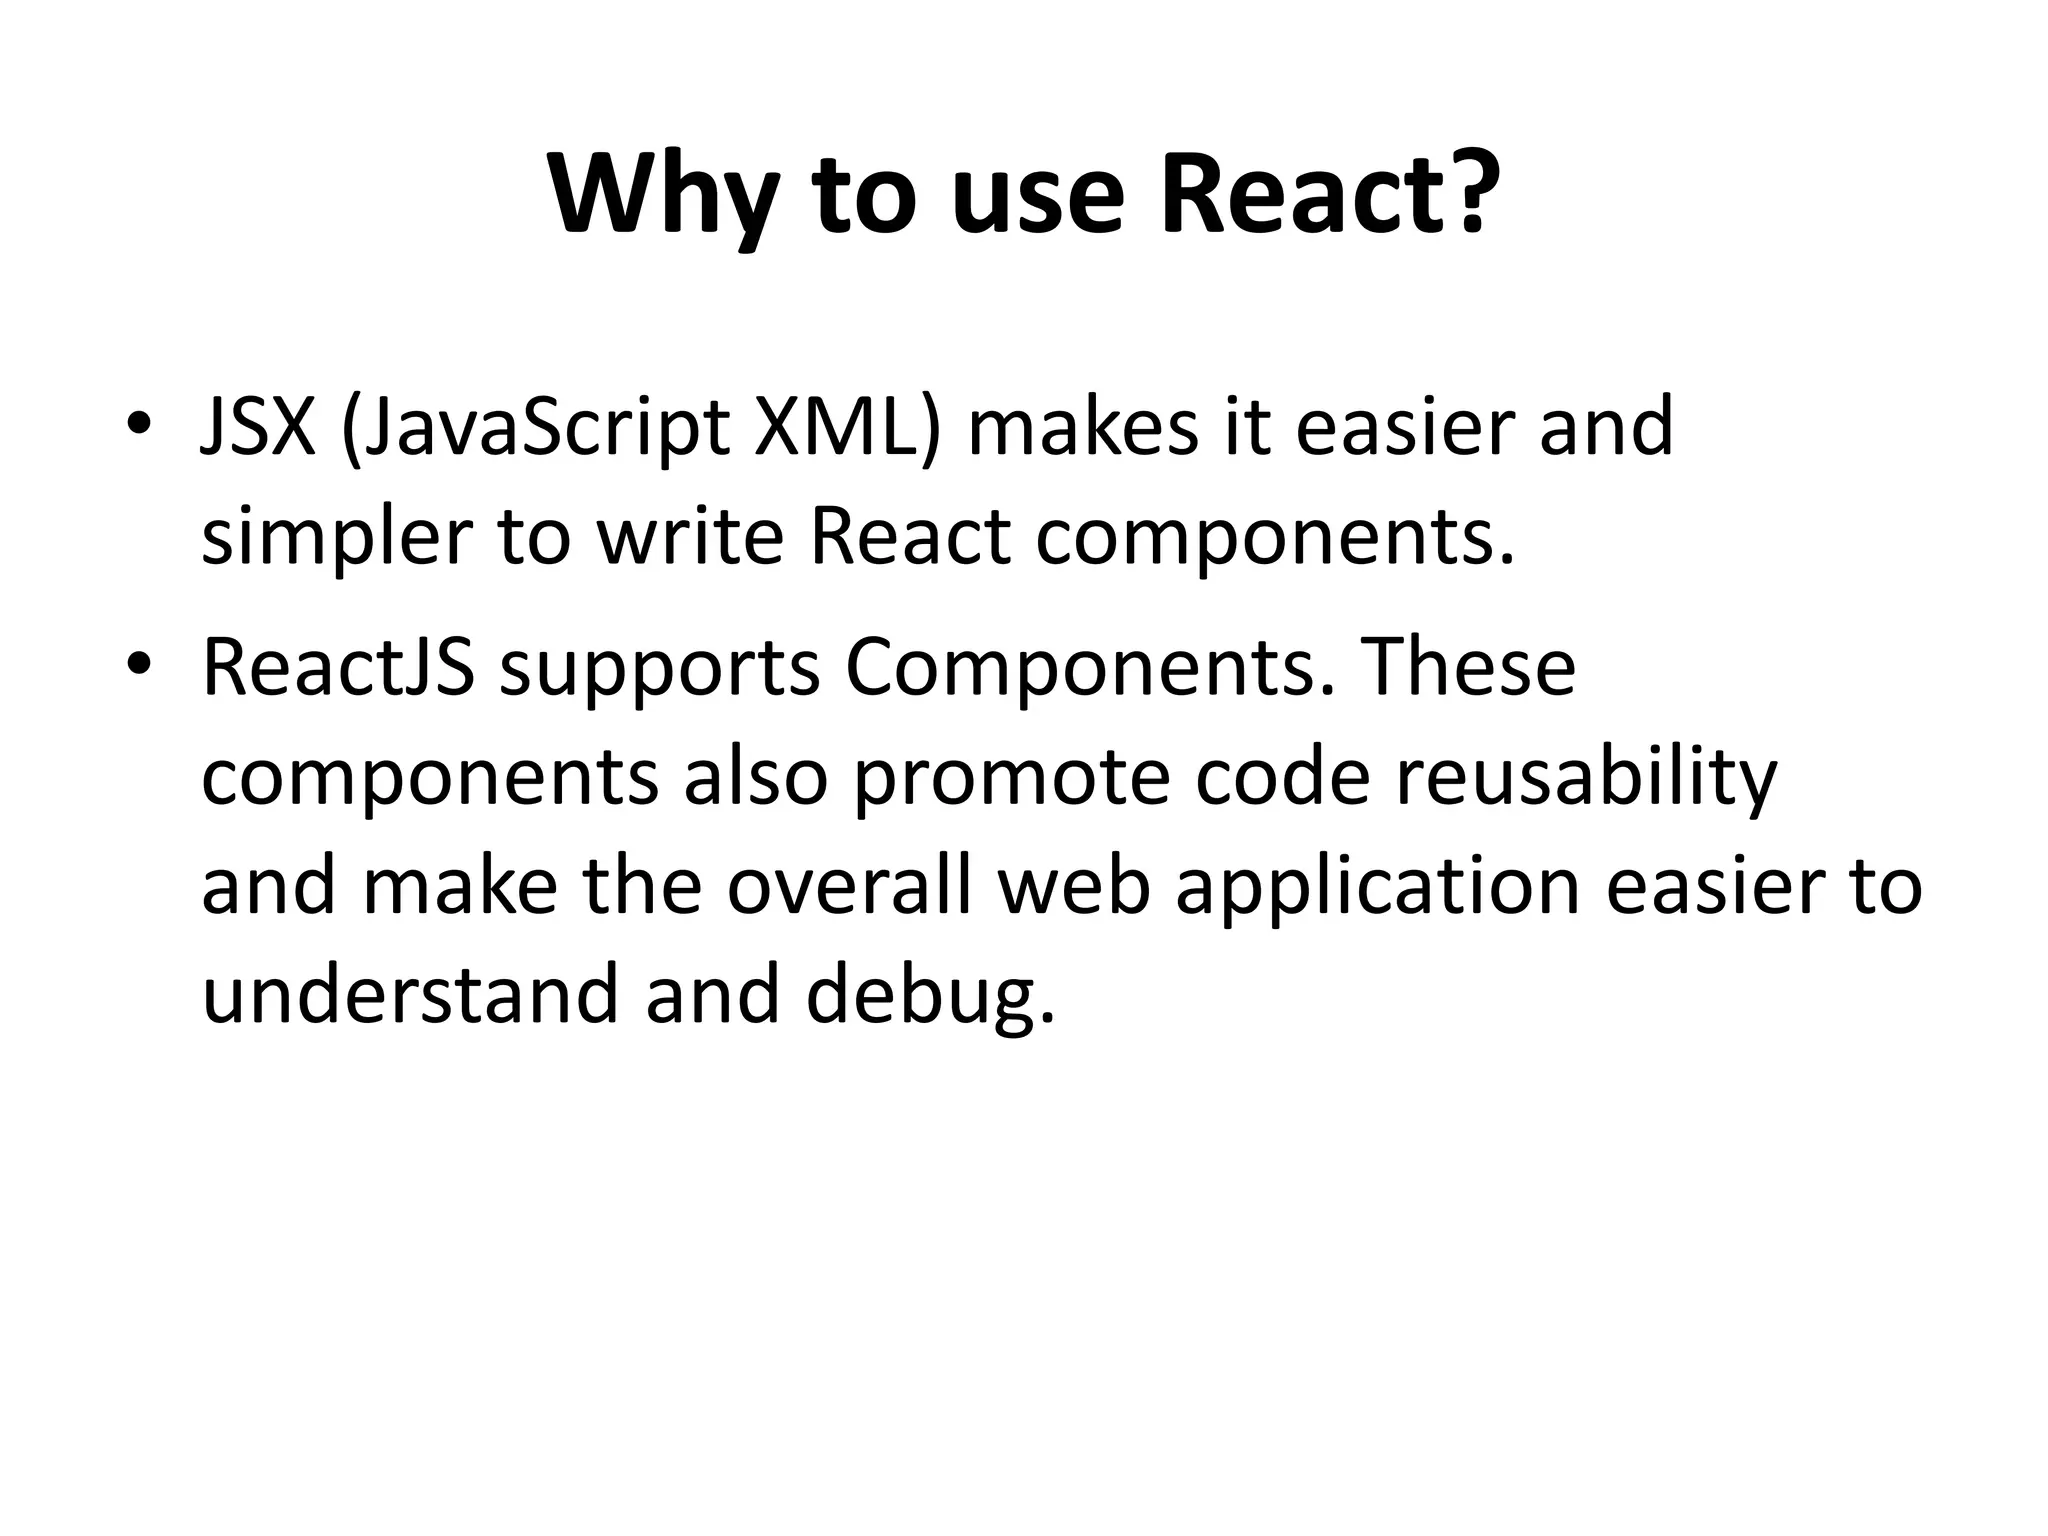 Why to use React?
• JSX (JavaScript XML) makes it easier and
simpler to write React components.
• ReactJS supports Components. These
components also promote code reusability
and make the overall web application easier to
understand and debug.